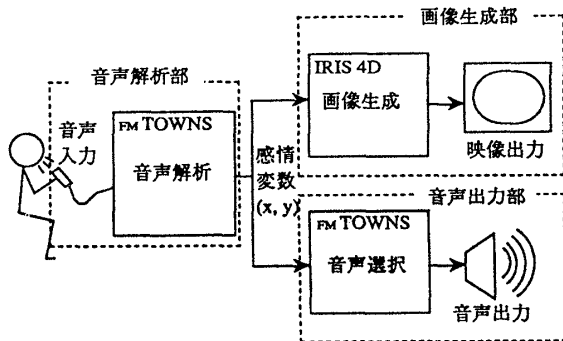 音声解析部
音声
入力
FM TOWNS
音声解析
感情
変数
(x, y)
画像生成部
IRIS 4D
画像生成
映像出力
音声出力部
FM TOWNS
音声選択
音声出力